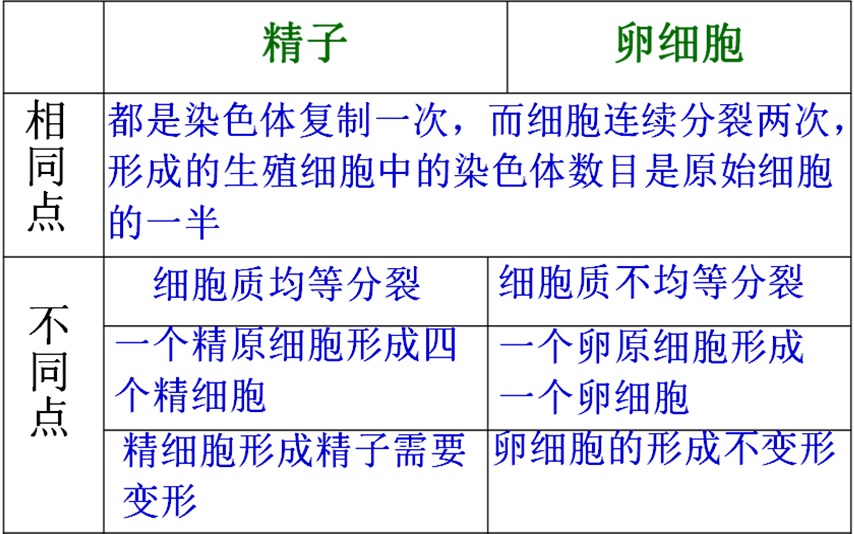 精子 卵细胞
相同点
都是染色体复制一次，而细胞连续分裂两次，
形成的生殖细胞中的染色体数目是原始细胞
的一半
不同点
细胞质均等分裂
细胞质不均等分裂
一个精原细胞形成四
个精细胞
一个卵原细胞形成
一个卵细胞
精细胞形成精子需要
变形
卵细胞的形成不变形